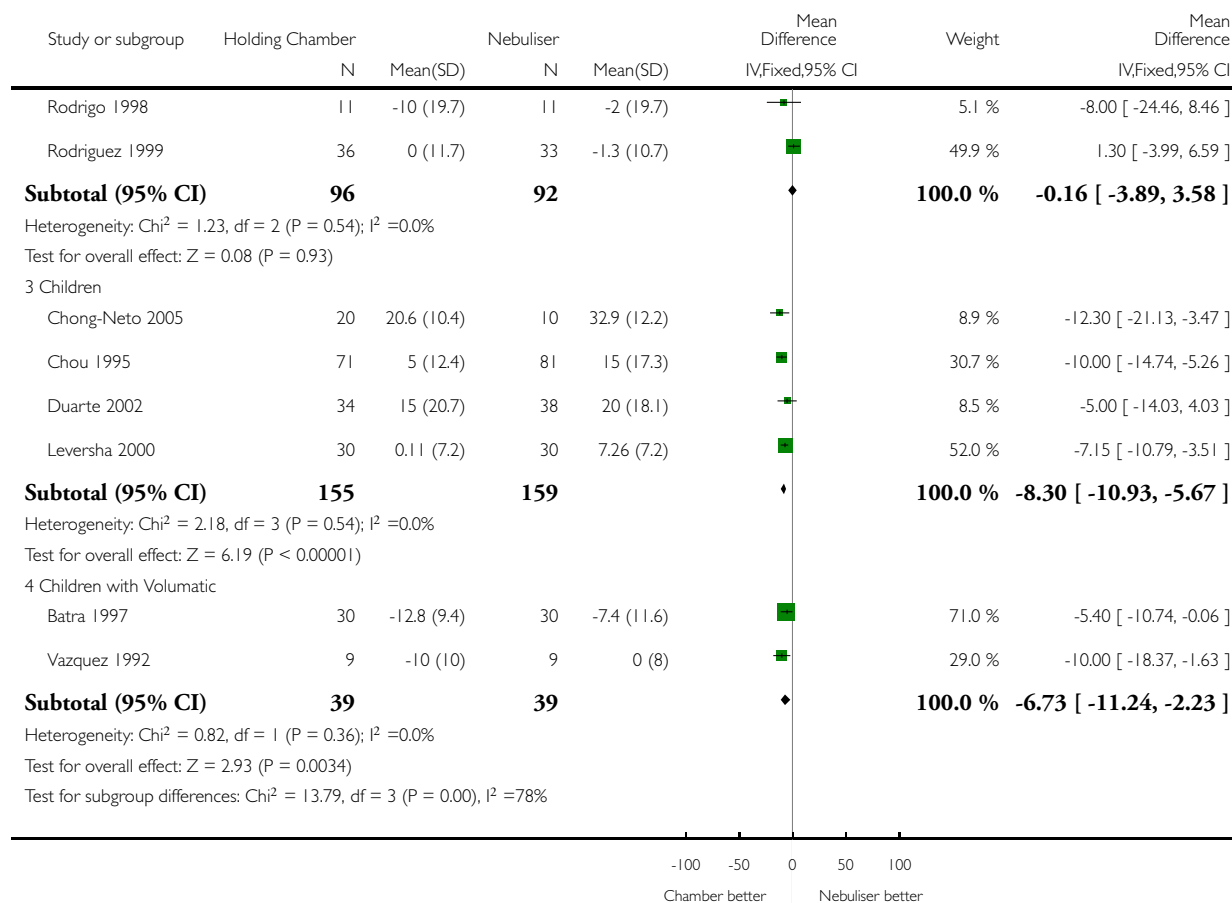 Study or subgroup Holding Chamber Nebuliser Mean Difference Weight Mean Difference
N Mean(SD) N Mean(SD) IV,Fixed,95% CI IV,Fixed,95% CI
Rodrigo 1998 11 -10 (19.7) 11 -2 (19.7) 5.1 % -8.00 [ -24.46, 8.46 ]
Rodriguez 1999 36 0 (11.7) 33 -1.3 (10.7) 49.9 % 1.30 [ -3.99, 6.59 ]
Subtotal (95% CI) 96 92 100.0 % -0.16 [ -3.89, 3.58 ]
Heterogeneity: Chi² = 1.23, df = 2 (P = 0.54); I² =0.0%
Test for overall effect: Z = 0.08 (P = 0.93)
3 Children
Chong-Neto 2005 20 20.6 (10.4) 10 32.9 (12.2) 8.9 % -12.30 [ -21.13, -3.47 ]
Chou 1995 71 5 (12.4) 81 15 (17.3) 30.7 % -10.00 [ -14.74, -5.26 ]
Duarte 2002 34 15 (20.7) 38 20 (18.1) 8.5 % -5.00 [ -14.03, 4.03 ]
Leversha 2000 30 0.11 (7.2) 30 7.26 (7.2) 52.0 % -7.15 [ -10.79, -3.51 ]
Subtotal (95% CI) 155 159 100.0 % -8.30 [ -10.93, -5.67 ]
Heterogeneity: Chi² = 2.18, df = 3 (P = 0.54); I² =0.0%
Test for overall effect: Z = 6.19 (P < 0.00001)
4 Children with Volumatic
Batra 1997 30 -12.8 (9.4) 30 -7.4 (11.6) 71.0 % -5.40 [ -10.74, -0.06 ]
Vazquez 1992 9 -10 (10) 9 0 (8) 29.0 % -10.00 [ -18.37, -1.63 ]
Subtotal (95% CI) 39 39 100.0 % -6.73 [ -11.24, -2.23 ]
Heterogeneity: Chi² = 0.82, df = 1 (P = 0.36); I² =0.0%
Test for overall effect: Z = 2.93 (P = 0.0034)
Test for subgroup differences: Chi² = 13.79, df = 3 (P = 0.00), I² =78%
-100 -50 0 50 100
Chamber better Nebuliser better